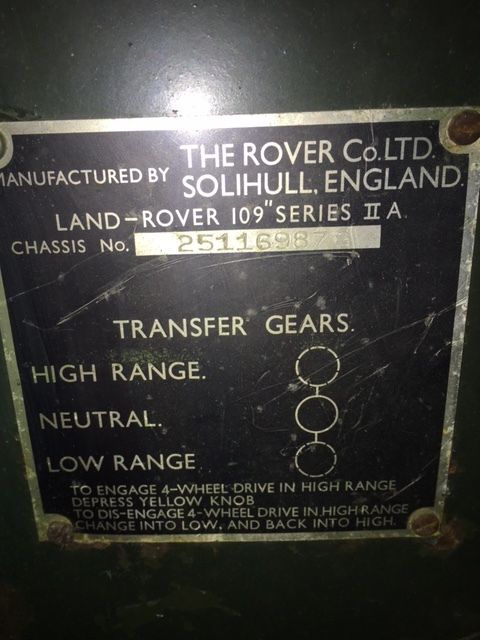 MANUFACTURED BY THE ROVER Co. LTD.
SOLIHULL, ENGLAND.
LAND-ROVER 109" SERIES II A
CHASSIS No.
TRANSFER GEARS.
HIGH RANGE.
NEUTRAL.
LOW RANGE
TO ENGAGE 4-WHEEL DRIVE IN HIGH RANGE
DEPRESS YELLOW KNOB
TO DIS-ENGAGE 4-WHEEL DRIVE IN HIGH RANGE
CHANGE INTO LOW, AND BACK INTO HIGH.